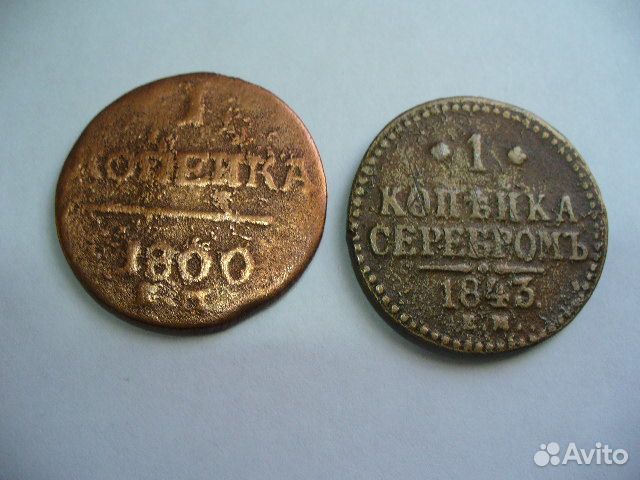 1
КОПЕЙКА
1800
1
КОПѢЙКА
СЕРЕБРОМЪ
1843.
Е.М.
Avito